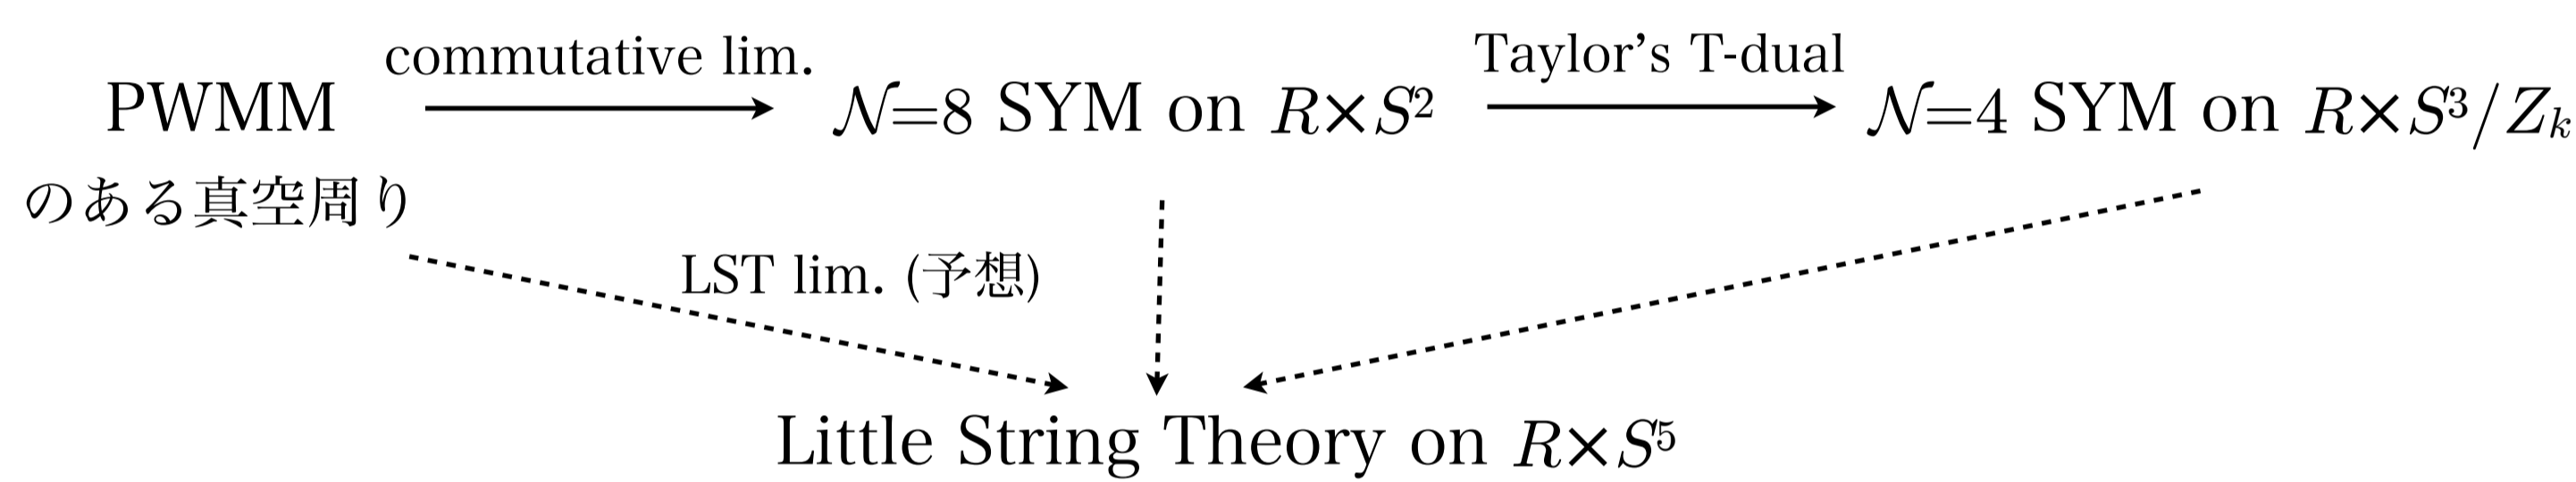 commutative lim.
Taylor's T-dual
PWMM
𝒩=8 SYM on R×S²
𝒩=4 SYM on R×S³/Zₖ
のある真空周り
LST lim. (予想)
Little String Theory on R×S⁵